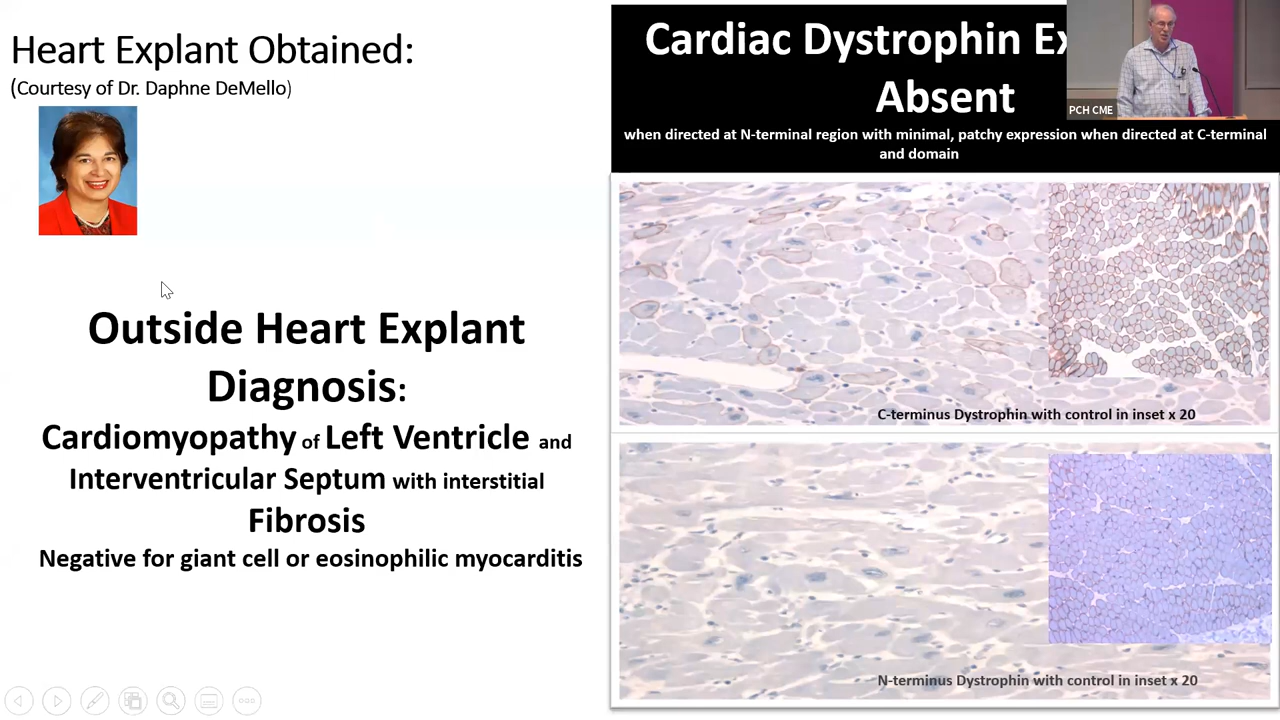 Heart Explant Obtained:
(Courtesy of Dr. Daphne DeMello)
Outside Heart Explant
Diagnosis:
Cardiomyopathy of Left Ventricle and
Interventricular Septum with interstitial
Fibrosis
Negative for giant cell or eosinophilic myocarditis
Cardiac Dystrophin
Absent
when directed at N-terminal region with minimal, patchy expression when directed at C-terminal
and domain
PCH CME
C-terminus Dystrophin with control in inset x 20
N-terminus Dystrophin with control in inset x 20